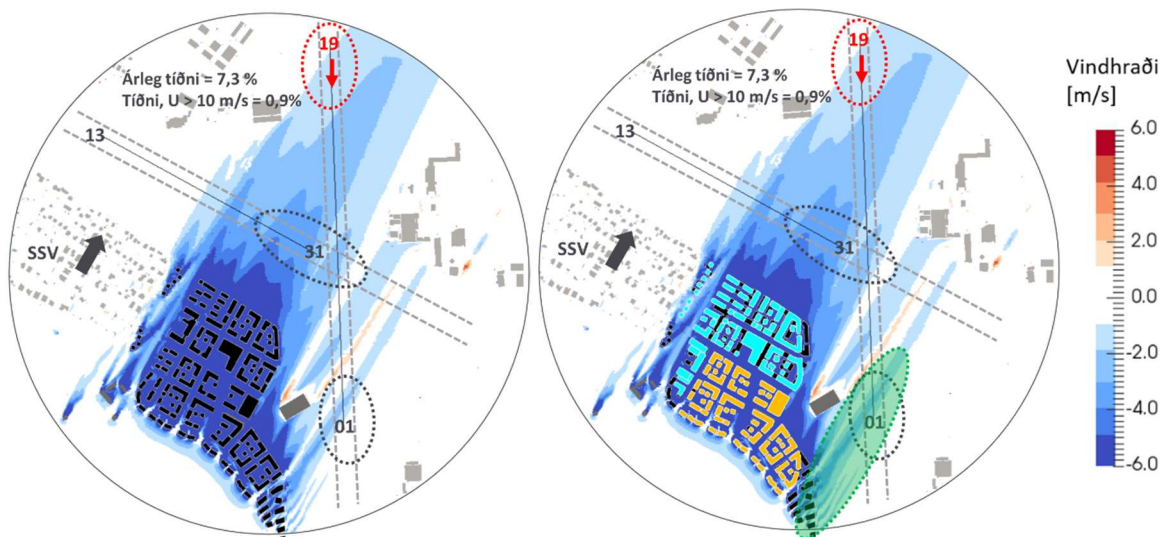 19
Árleg tíðni = 7,3 %
Tíðni, U > 10 m/s = 0,9%
13
SSV
31
01
19
Árleg tíðni = 7,3 %
Tíðni, U > 10 m/s = 0,9%
13
SSV
31
01
Vindhraði
[m/s]
6.0
4.0
2.0
0.0
-2.0
-4.0
-6.0